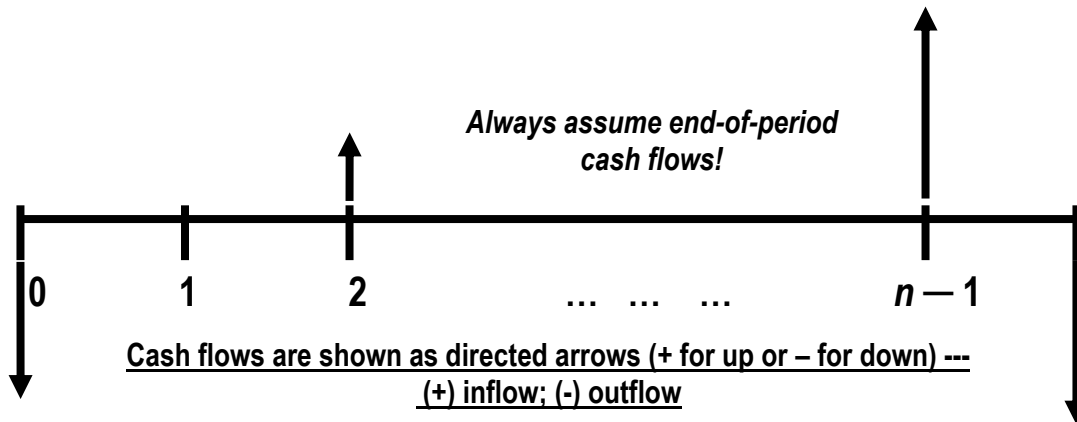 Always assume end-of-period
cash flows!
0 1 2 … … … n — 1
Cash flows are shown as directed arrows (+ for up or – for down) ---
(+) inflow; (-) outflow